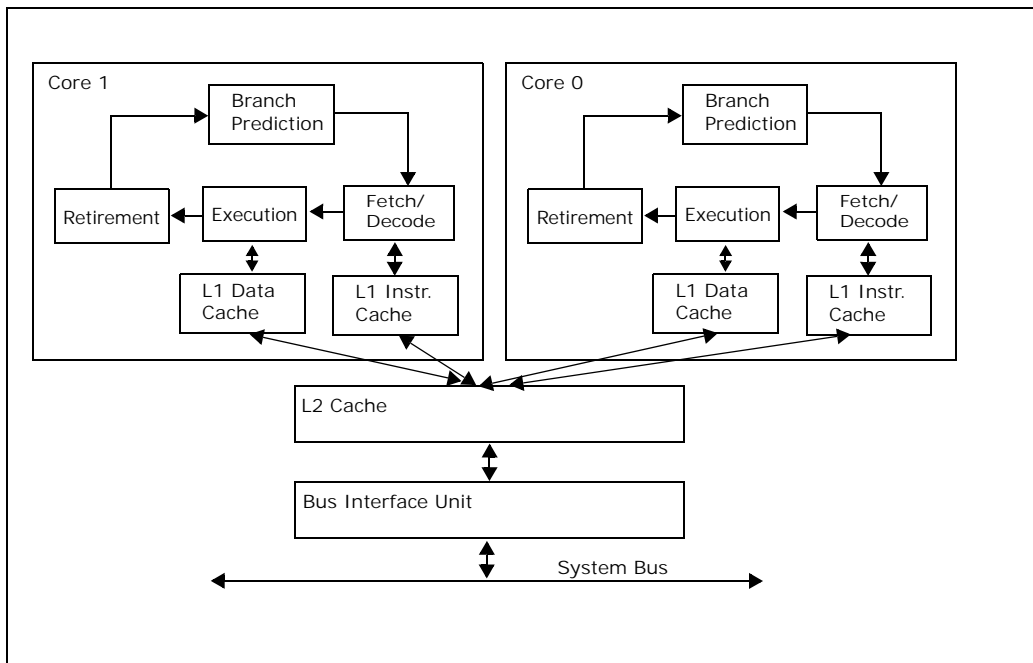 Core 1
Branch
Prediction
Retirement
Execution
Fetch/
Decode
L1 Data
Cache
L1 Instr.
Cache
Core 0
Branch
Prediction
Retirement
Execution
Fetch/
Decode
L1 Data
Cache
L1 Instr.
Cache
L2 Cache
Bus Interface Unit
System Bus